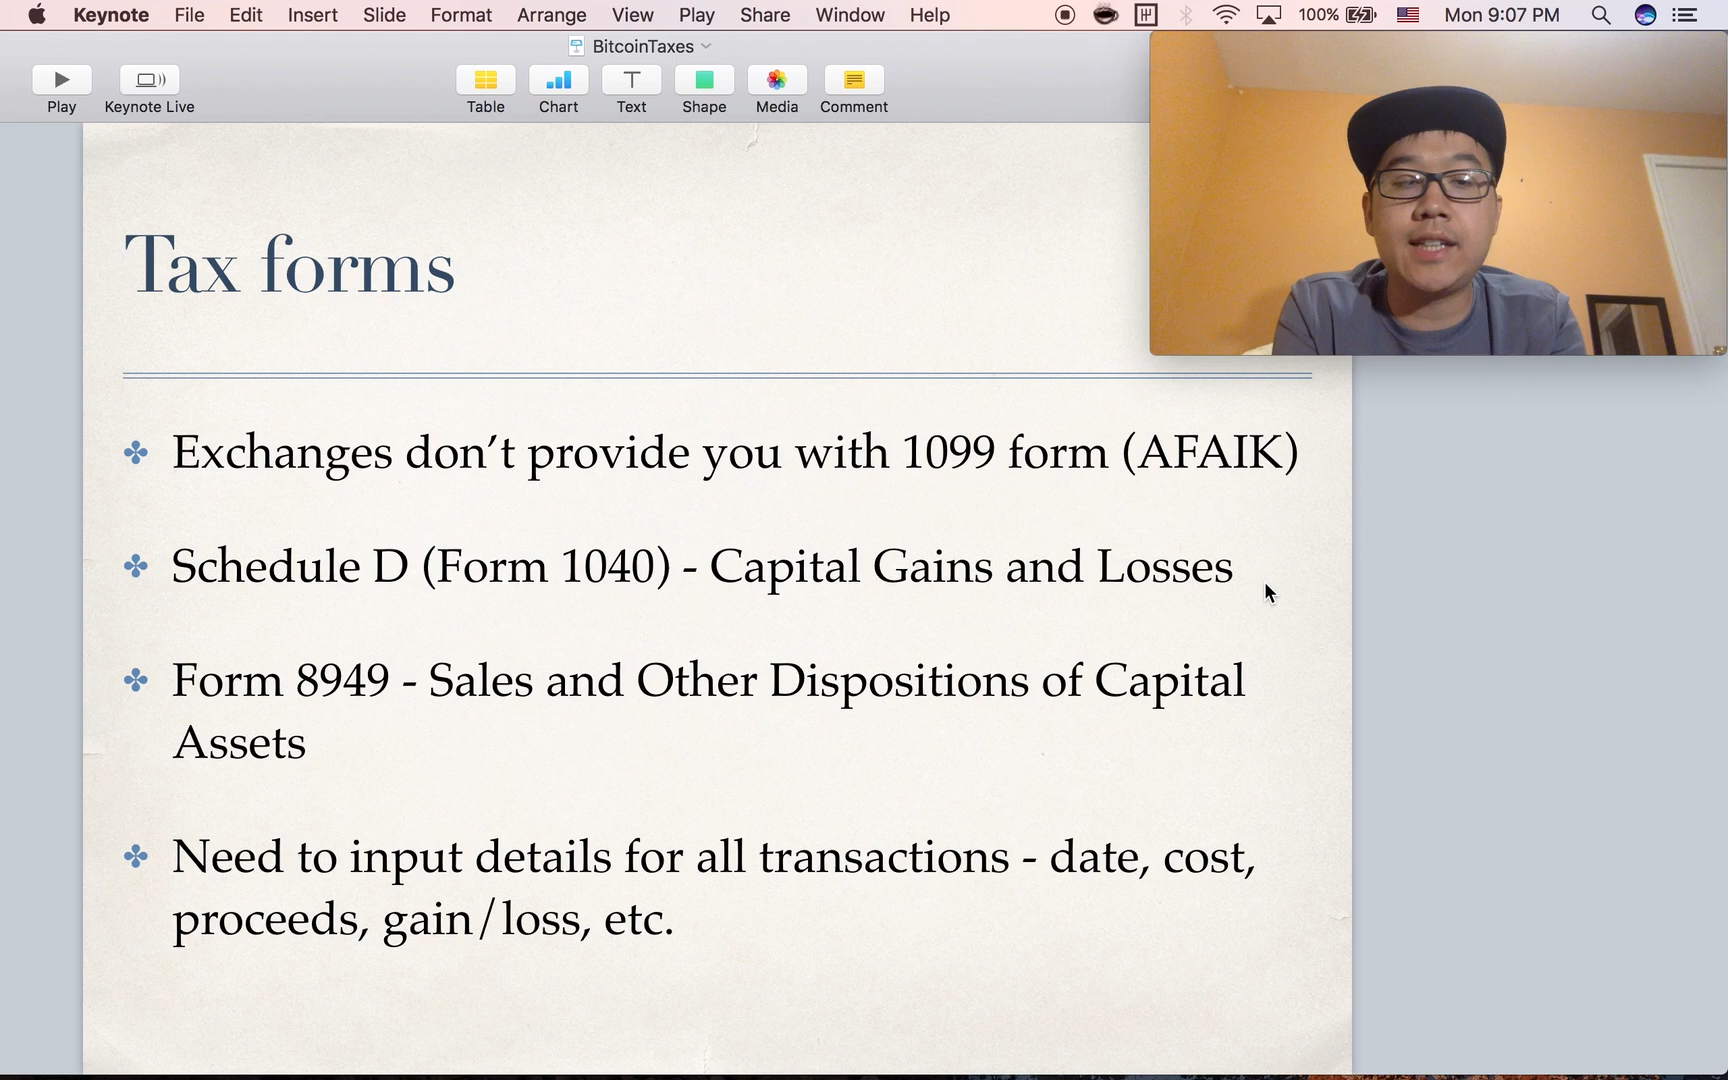 Keynote File Edit Insert Slide Format Arrange View Play Share Window Help 100% Mon 9:07 PM
BitcoinTaxes
Play Keynote Live Table Chart Text Shape Media Comment
Tax forms
Exchanges don’t provide you with 1099 form (AFAIK)
Schedule D (Form 1040) - Capital Gains and Losses
Form 8949 - Sales and Other Dispositions of Capital
Assets
Need to input details for all transactions - date, cost,
proceeds, gain/loss, etc.